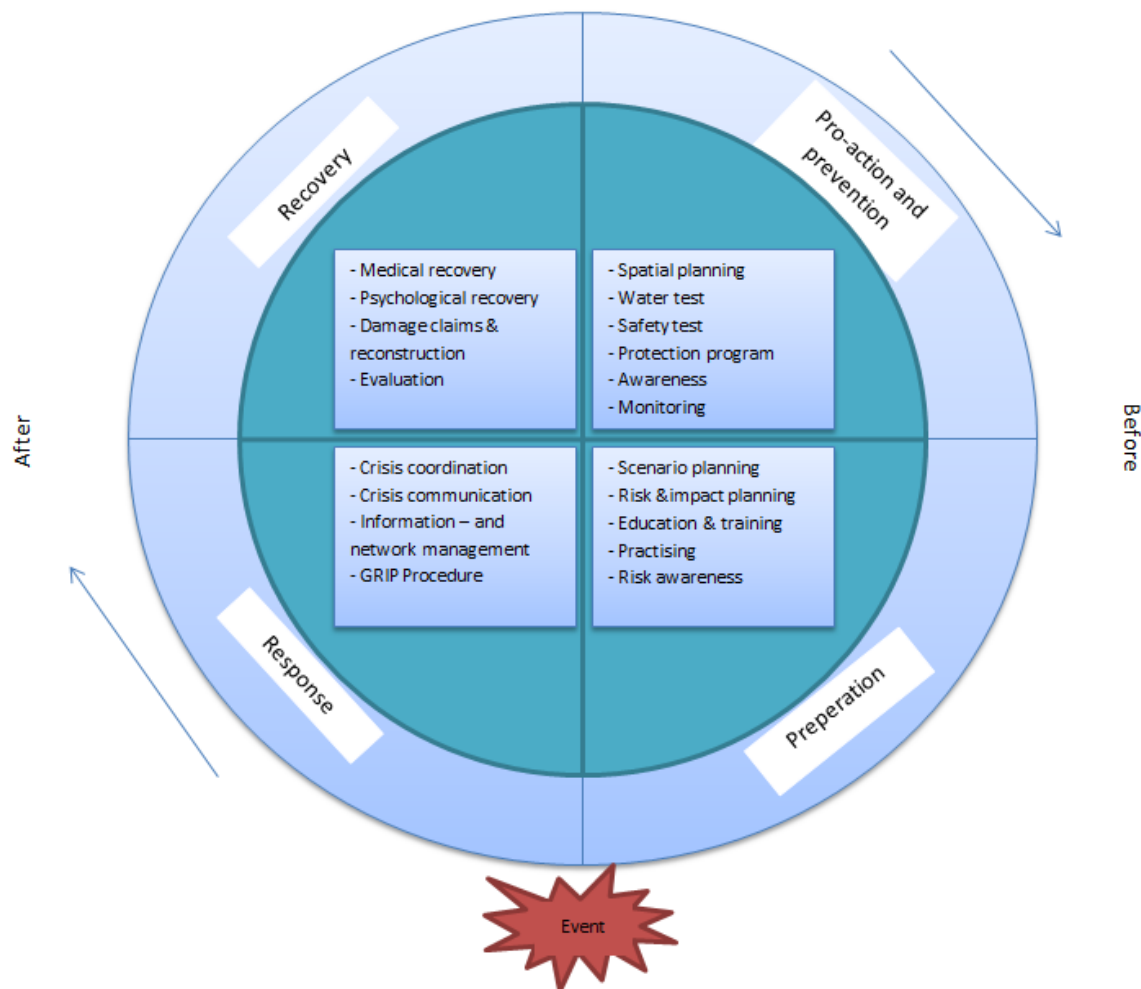 Recovery
Pro-action and
prevention
- Medical recovery
- Psychological recovery
- Damage claims &
reconstruction
- Evaluation
- Spatial planning
- Water test
- Safety test
- Protection program
- Awareness
- Monitoring
After
Before
- Crisis coordination
- Crisis communication
- Information – and
network management
- GRIP Procedure
- Scenario planning
- Risk &impact planning
- Education & training
- Practising
- Risk awareness
Response
Preperation
Event